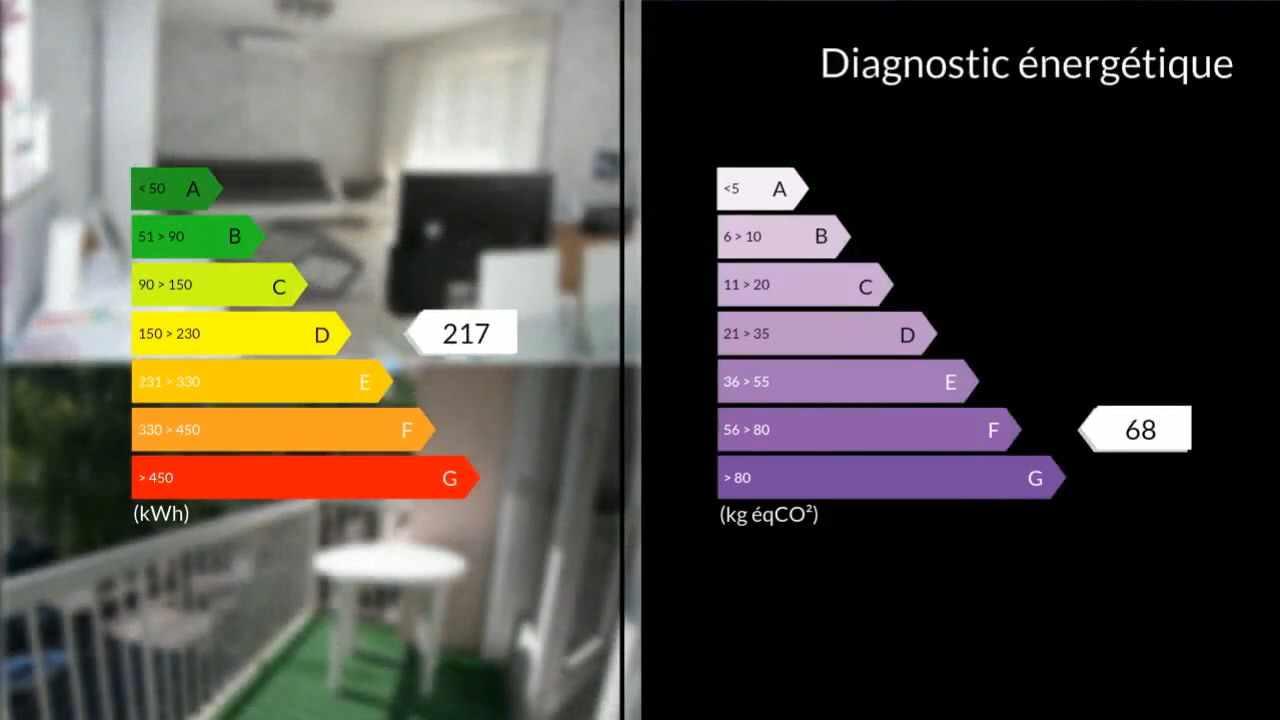 Diagnostic énergétique
< 50 A
51 > 90 B
90 > 150 C
150 > 230 D
217
231 > 330 E
330 > 450 F
> 450 G
(kWh)
<5 A
6 > 10 B
11 > 20 C
21 > 35 D
36 > 55 E
56 > 80 F
68
> 80 G
(kg éqCO²)